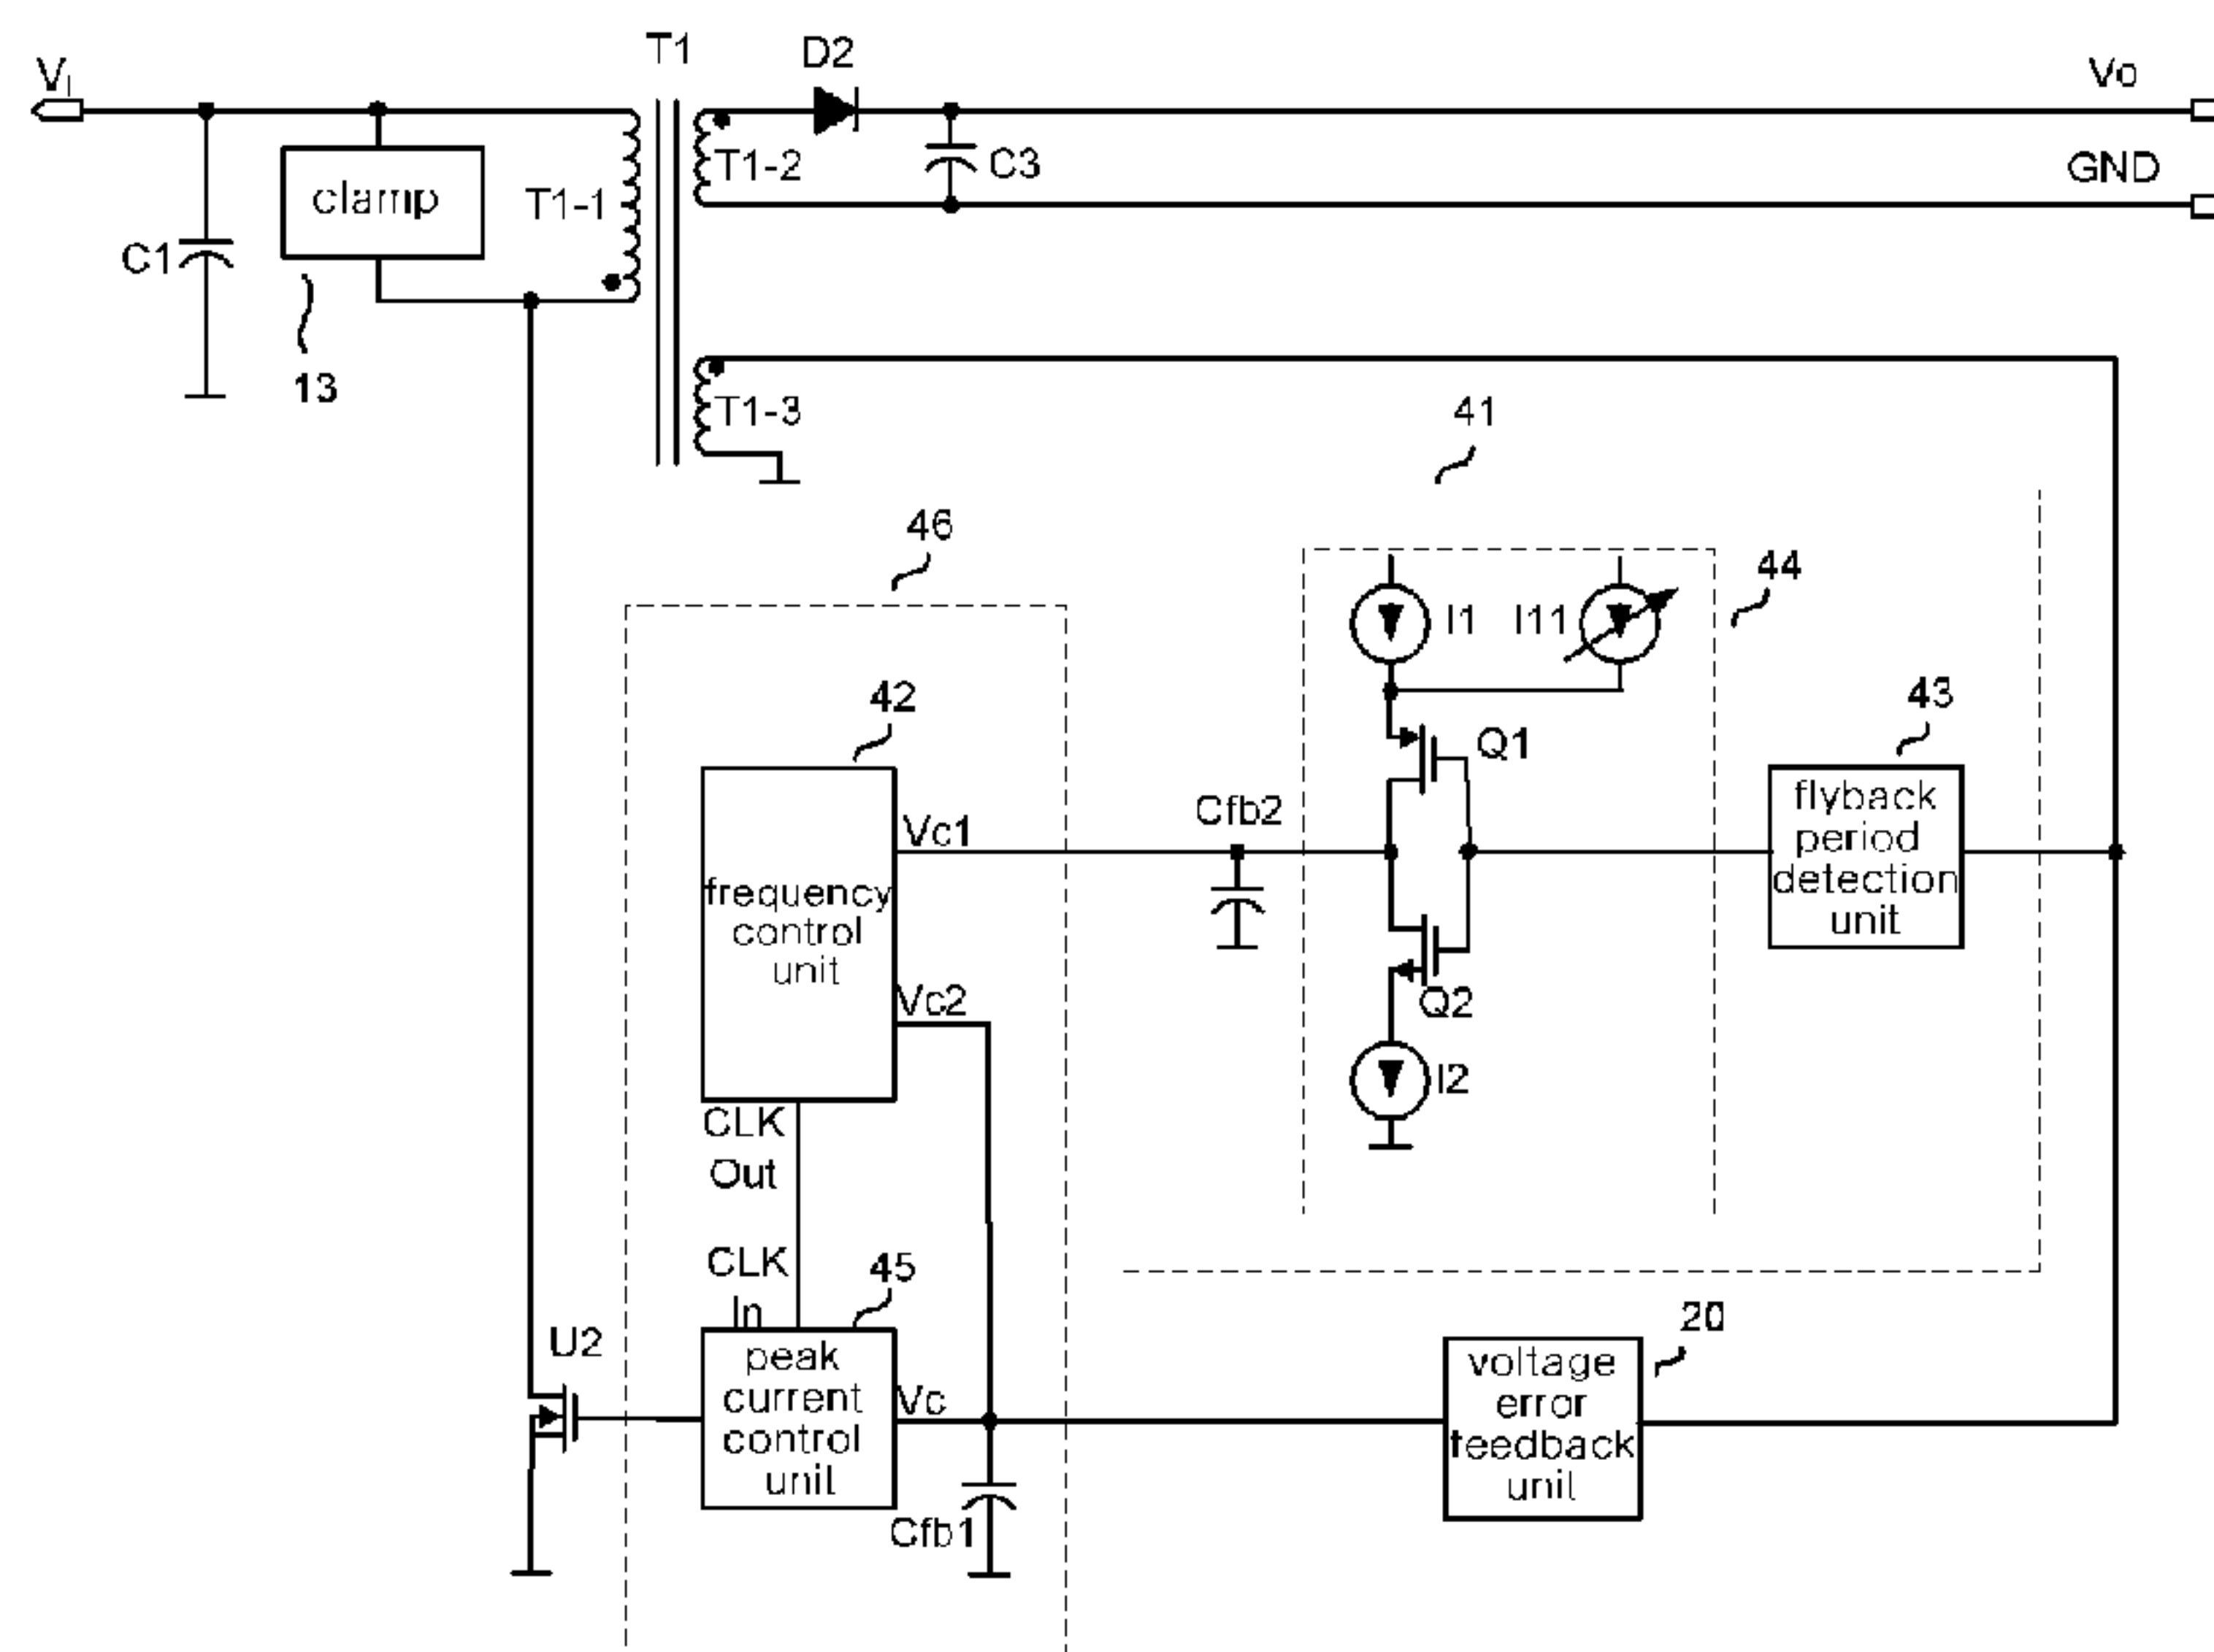 T1
D2
VI
Vo
GND
clamp
T1-1
T1-2
C3
C1
13
T1-3
41
46
44
I1
I11
42
43
Q1
Cfb2
Vc1
flyback
period
detection
unit
frequency
control
unit
Vc2
Q2
I2
CLK
Out
CLK
In
45
20
U2
peak
current
control
unit
Vc
voltage
error
feedback
unit
Cfb1